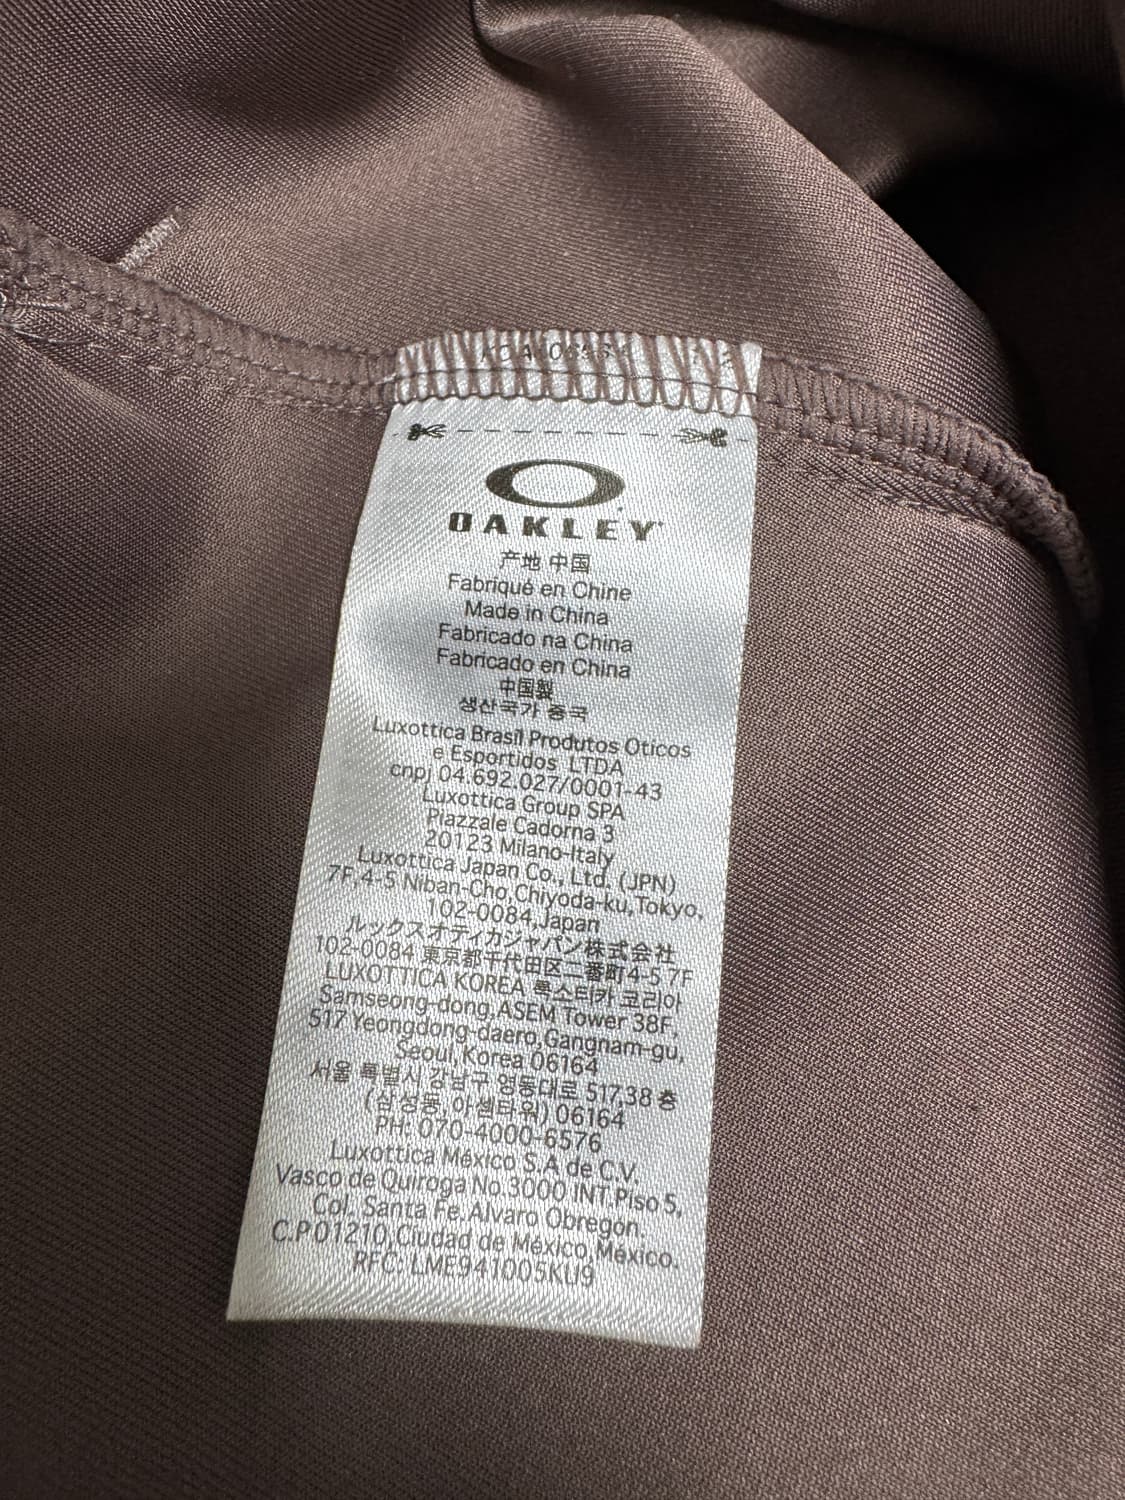 OAKLEY
产地 中国
Fabriqué en Chine
Made in China
Fabricado na China
Fabricado en China
中国製
생산국가 중국
Luxottica Brasil Produtos Oticos
e Esportidos LTDA
cnpj 04.692.027/0001-43
Luxottica Group SPA
Piazzale Cadorna 3
20123 Milano-Italy
Luxottica Japan Co., Ltd. (JPN)
7F,4-5 Niban-Cho,Chiyoda-ku,Tokyo,
102-0084,Japan
ルックスオティカジャパン株式会社
102-0084 東京都千代田区二番町4-5 7F
LUXOTTICA KOREA 룩소티카 코리아
Samseong-dong,ASEM Tower 38F,
517 Yeongdong-daero,Gangnam-gu,
Seoul, Korea 06164
서울 특별시 강남구 영동대로 517,38 층
(삼성동,아셈타워) 06164
PH: 070-4000-6576
Luxottica México S.A de C.V.
Vasco de Quiroga No.3000 INT.Piso 5,
Col. Santa Fe.Alvaro Obregon.
C.P01210,Ciudad de México,México.
RFC: LME941005KU9